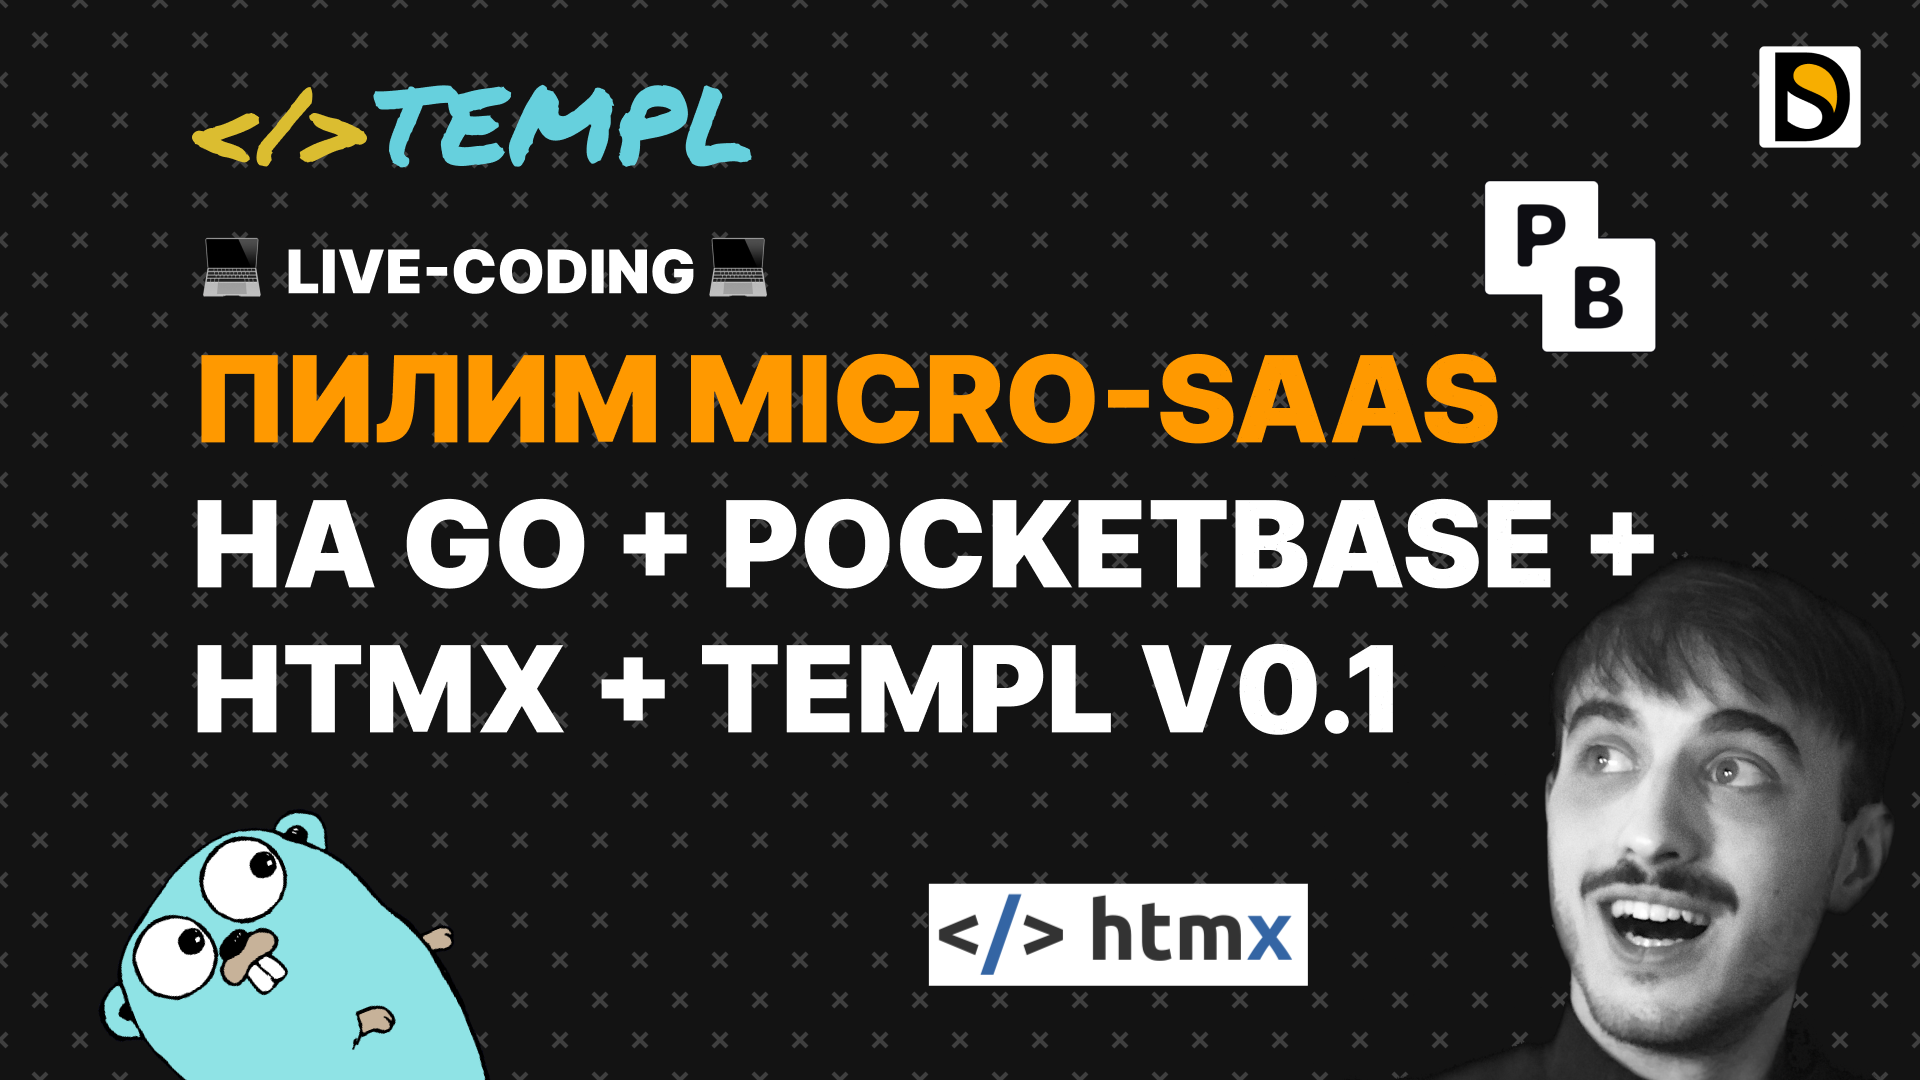 </>TEMPL
LIVE-CODING
ПИЛИМ MICRO-SAAS
НА GO + POCKETBASE +
HTMX + TEMPL V0.1
P
B
</> htmx